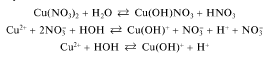 Cu(NO₃)₂ + H₂O ⇄ Cu(OH)NO₃ + HNO₃
Cu²⁺ + 2NO₃⁻ + HOH ⇄ Cu(OH)⁺ + NO₃⁻ + H⁺ + NO₃⁻
Cu²⁺ + HOH ⇄ Cu(OH)⁺ + H⁺